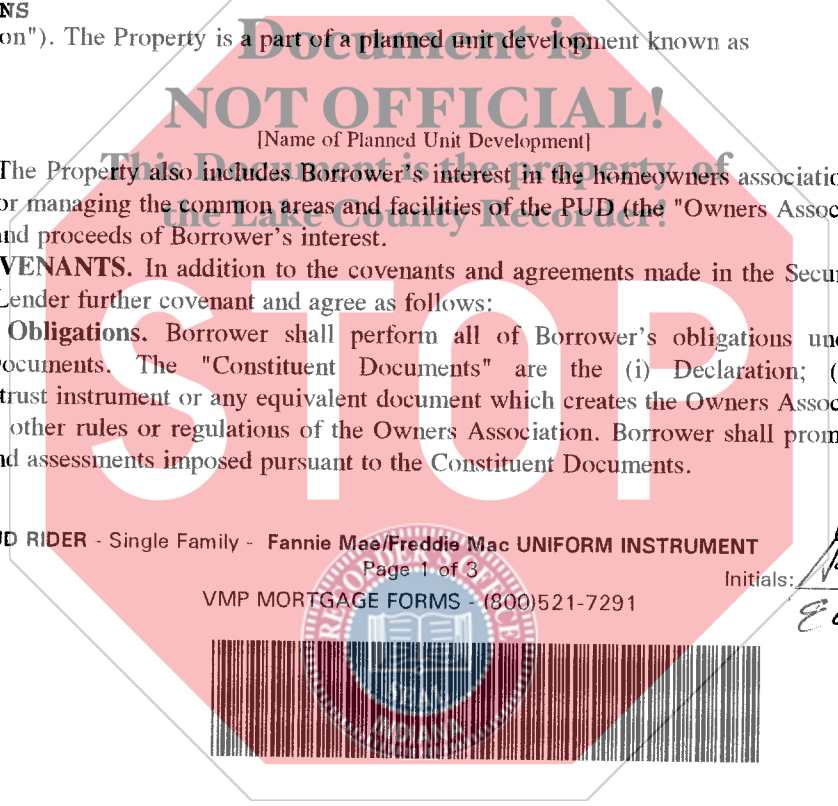 NS
on"). The Property is a part of a planned unit development known as
Document is
NOT OFFICIAL!
[Name of Planned Unit Development]
This Document is the property of
The Property also includes Borrower's interest in the homeowners associatio
or managing the common areas and facilities of the PUD (the "Owners Assoc
the Lake County Recorder!
and proceeds of Borrower's interest.
VENANTS. In addition to the covenants and agreements made in the Secu
Lender further covenant and agree as follows:
Obligations. Borrower shall perform all of Borrower's obligations un
ocuments. The "Constituent Documents" are the (i) Declaration; (
trust instrument or any equivalent document which creates the Owners Assoc
other rules or regulations of the Owners Association. Borrower shall prom
nd assessments imposed pursuant to the Constituent Documents.
STOP
UD RIDER - Single Family - Fannie Mae/Freddie Mac UNIFORM INSTRUMENT
Page 1 of 3
Initials:
VMP MORTGAGE FORMS - (800)521-7291
RECORDER'S OFFICE
SEAL
INDIANA